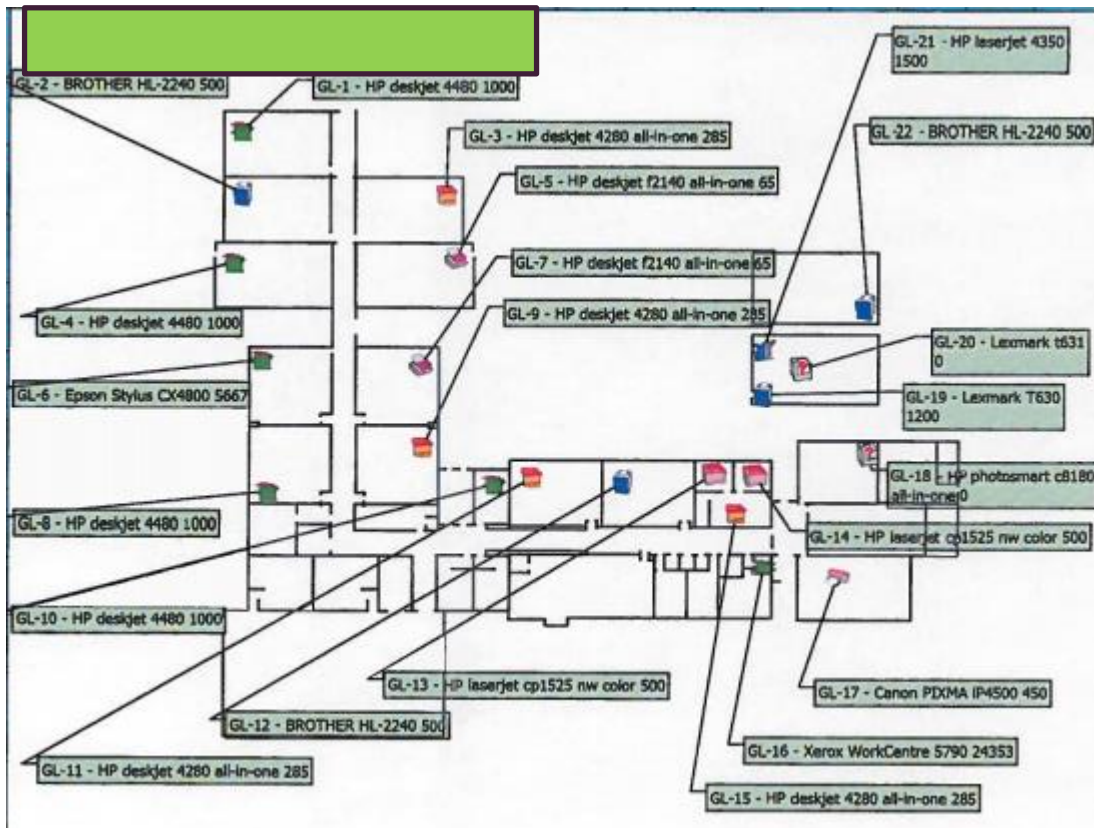 GL-21 - HP laserjet 4350
1500
GL-2 - BROTHER HL-2240 500
GL-1 - HP deskjet 4480 1000
GL-22 - BROTHER HL-2240 500
GL-3 - HP deskjet 4280 all-in-one 285
GL-5 - HP deskjet f2140 all-in-one 65
GL-7 - HP deskjet f2140 all-in-one 65
GL-9 - HP deskjet 4280 all-in-one 285
GL-4 - HP deskjet 4480 1000
GL-20 - Lexmark t631
0
GL-6 - Epson Stylus CX4800 5667
GL-19 - Lexmark T630
1200
GL-18 - HP photosmart c8180
all-in-one 0
GL-8 - HP deskjet 4480 1000
GL-14 - HP laserjet cp1525 nw color 500
GL-10 - HP deskjet 4480 1000
GL-13 - HP laserjet cp1525 nw color 500
GL-17 - Canon PIXMA iP4500 450
GL-12 - BROTHER HL-2240 500
GL-16 - Xerox WorkCentre 5790 24353
GL-11 - HP deskjet 4280 all-in-one 285
GL-15 - HP deskjet 4280 all-in-one 285